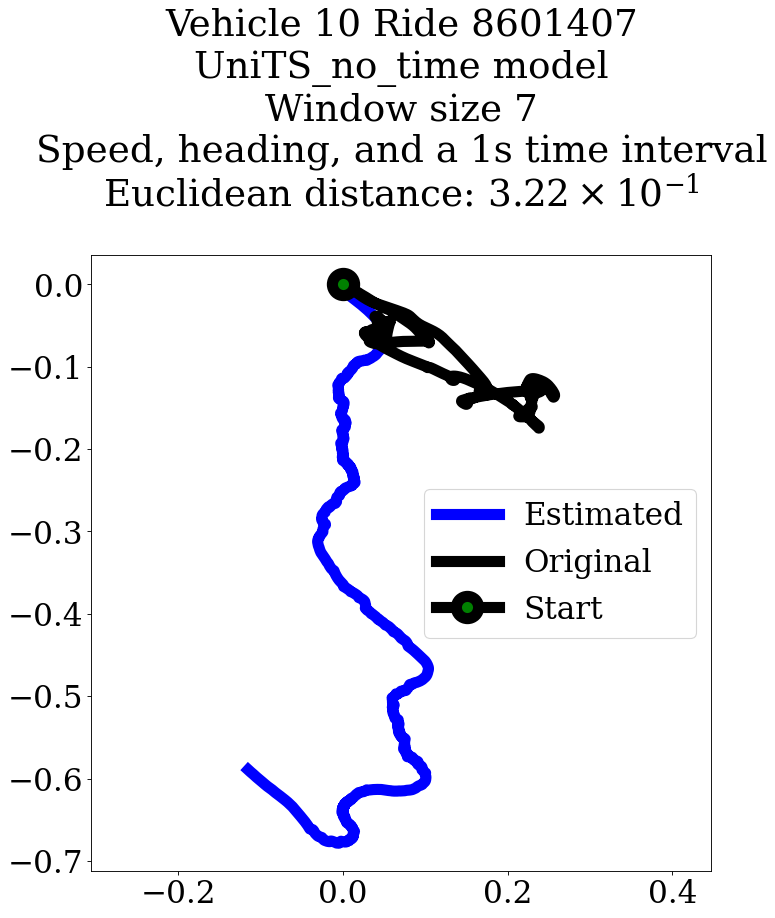 Vehicle 10 Ride 8601407
UniTS_no_time model
Window size 7
Speed, heading, and a 1s time interval
Euclidean distance: 3.22 × 10⁻¹
0.0
−0.1
−0.2
−0.3
−0.4
−0.5
−0.6
−0.7
Estimated
Original
Start
−0.2
0.0
0.2
0.4